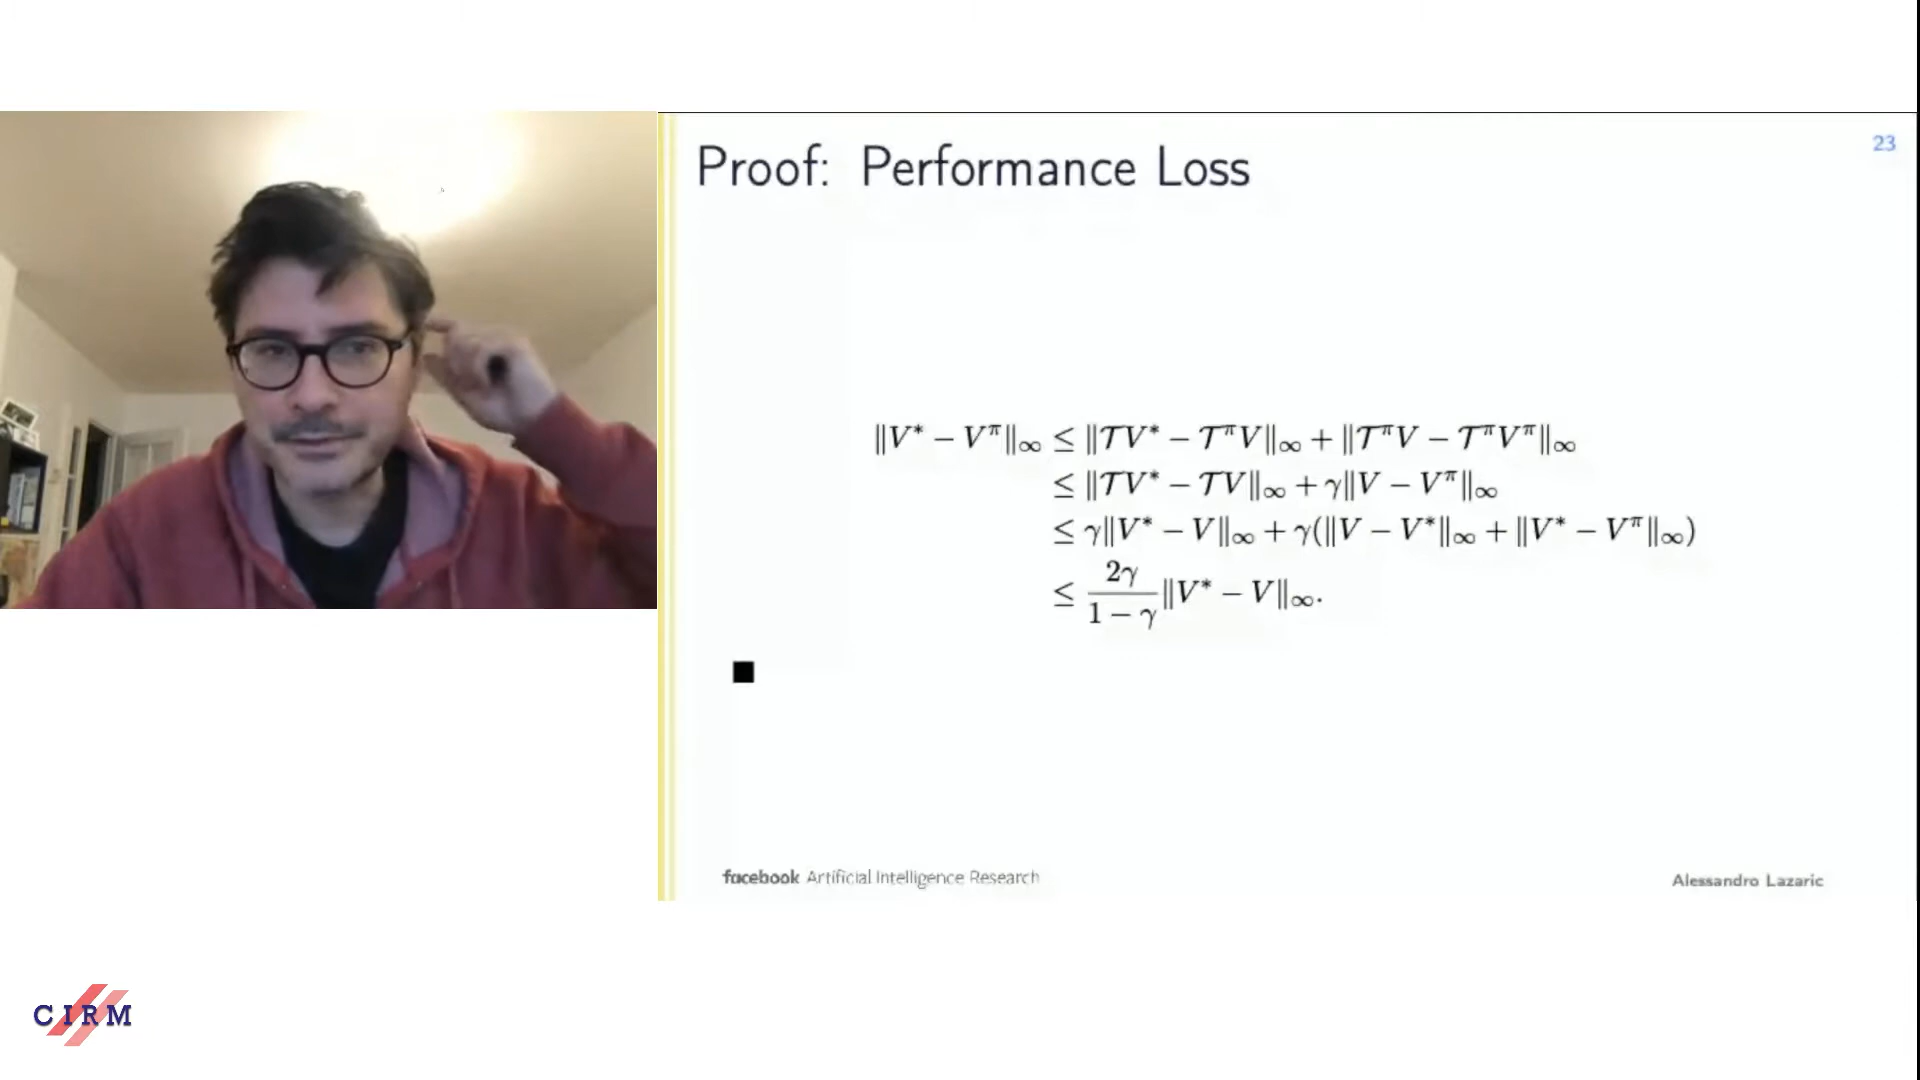 23
Proof: Performance Loss
‖V* − V^π‖∞ ≤ ‖𝒯V* − 𝒯^πV‖∞ + ‖𝒯^πV − 𝒯^πV^π‖∞
≤ ‖𝒯V* − 𝒯V‖∞ + γ‖V − V^π‖∞
≤ γ‖V* − V‖∞ + γ(‖V − V*‖∞ + ‖V* − V^π‖∞)
≤ 2γ/(1 − γ) ‖V* − V‖∞.
■
facebook Artificial Intelligence Research
Alessandro Lazaric
CIRM